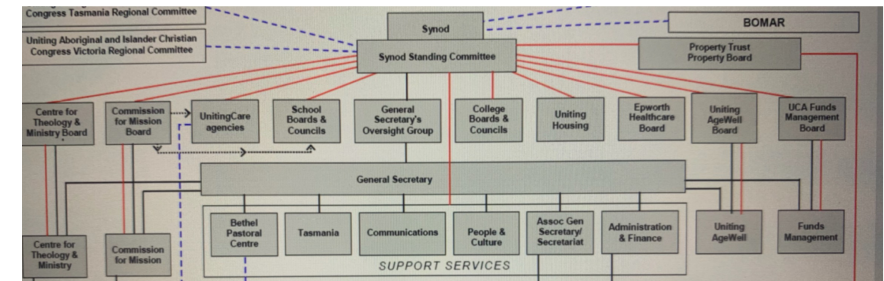 Congress Tasmania Regional Committee
Uniting Aboriginal and Islander Christian
Congress Victoria Regional Committee
Synod
BOMAR
Synod Standing Committee
Property Trust
Property Board
Centre for
Theology &
Ministry Board
Commission
for Mission
Board
UnitingCare
agencies
School
Boards &
Councils
General
Secretary's
Oversight Group
College
Boards &
Councils
Uniting
Housing
Epworth
Healthcare
Board
Uniting
AgeWell
Board
UCA Funds
Management
Board
General Secretary
Bethel
Pastoral
Centre
Tasmania
Communications
People &
Culture
Assoc Gen
Secretary/
Secretariat
Administration
& Finance
Uniting
AgeWell
Funds
Management
Centre for
Theology &
Ministry
Commission
for Mission
SUPPORT SERVICES